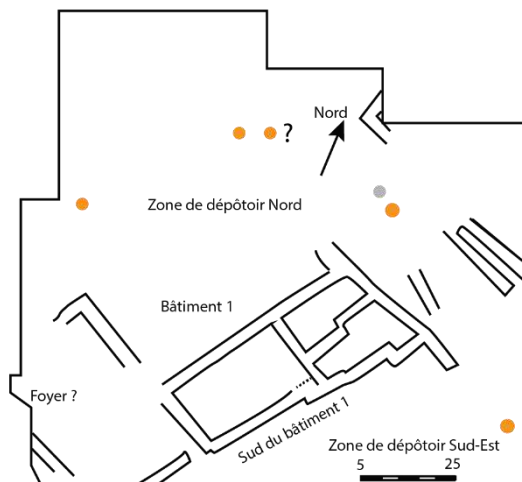 Nord
?
Zone de dépôtoir Nord
Bâtiment 1
Foyer ?
Sud du bâtiment 1
Zone de dépôtoir Sud-Est
5 25